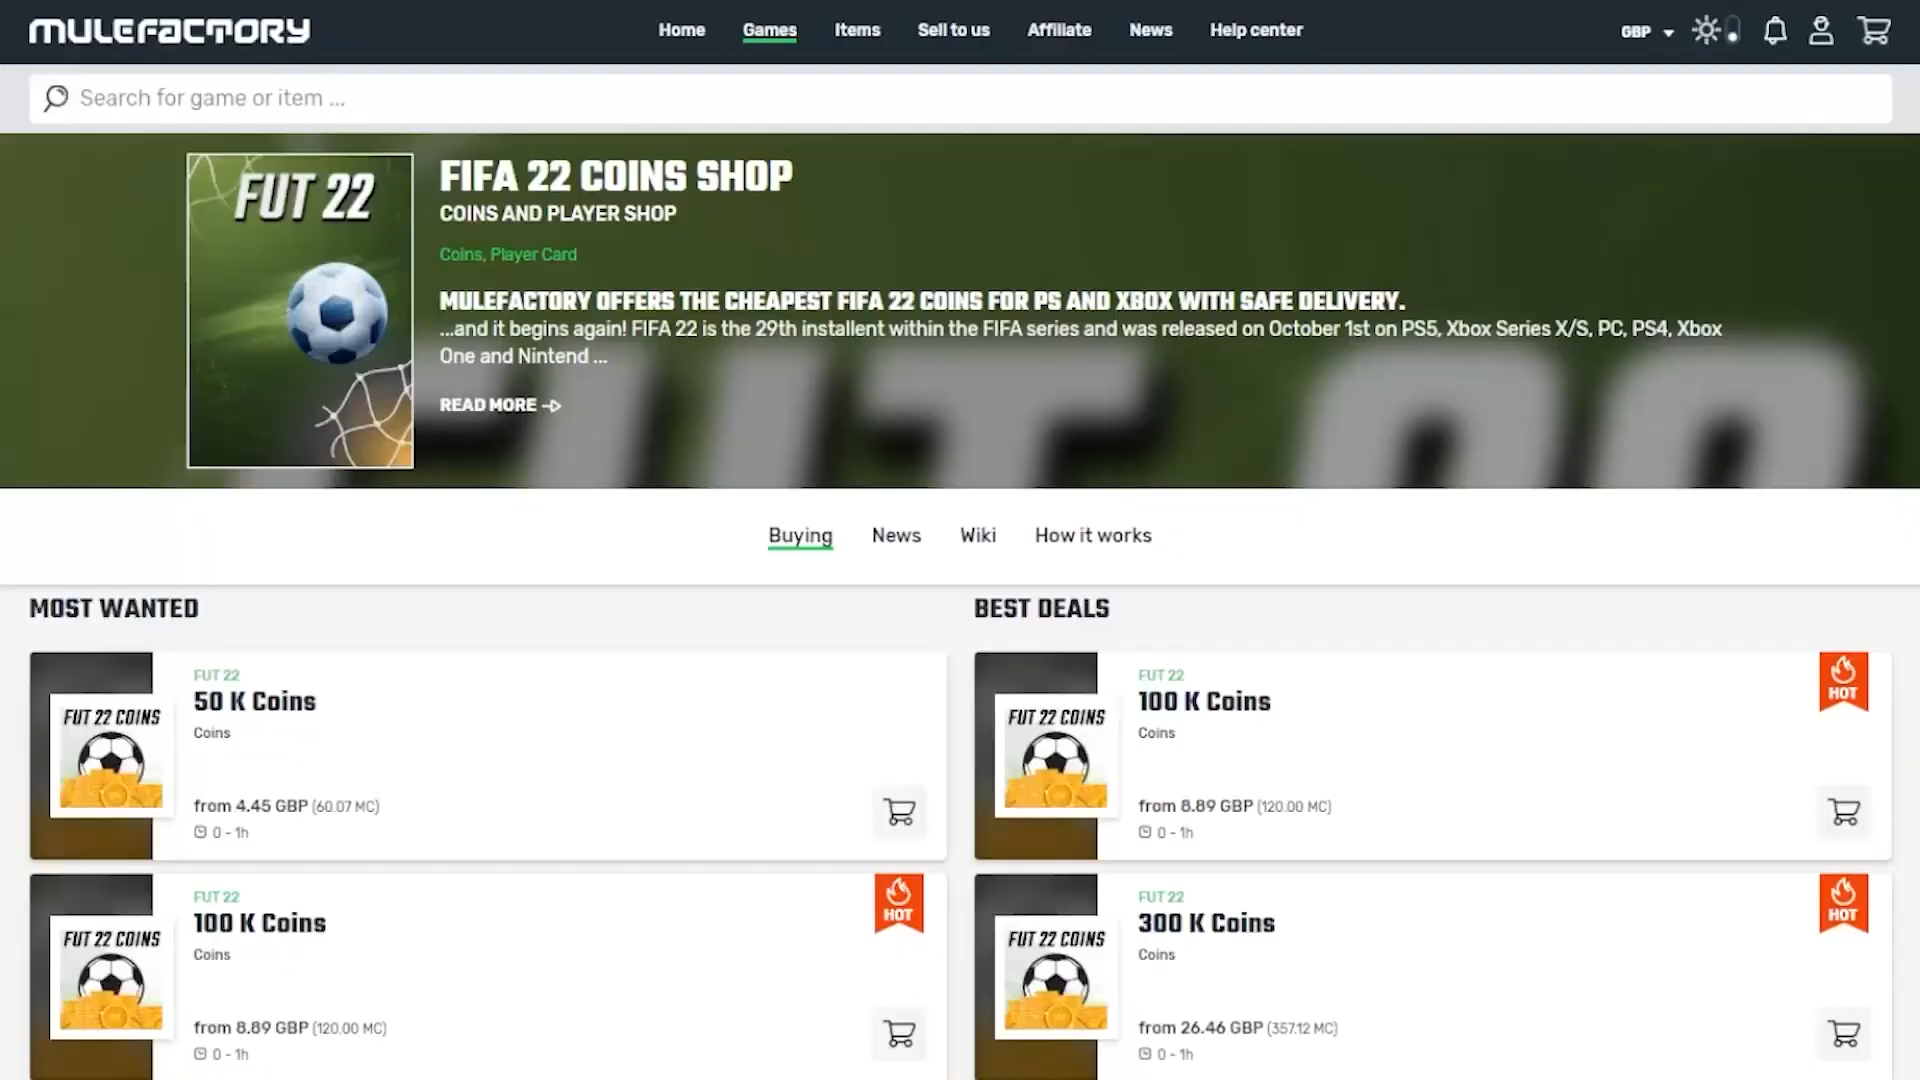 MULEFACTORY
Home Games Items Sell to us Affiliate News Help center GBP
Search for game or item ...
FUT 22
FIFA 22 COINS SHOP
COINS AND PLAYER SHOP
Coins, Player Card
MULEFACTORY OFFERS THE CHEAPEST FIFA 22 COINS FOR PS AND XBOX WITH SAFE DELIVERY.
...and it begins again! FIFA 22 is the 29th installent within the FIFA series and was released on October 1st on PS5, Xbox Series X/S, PC, PS4, Xbox
One and Nintend ...
READ MORE
Buying News Wiki How it works
MOST WANTED
FUT 22 COINS
FUT 22
50 K Coins
Coins
from 4.45 GBP (60.07 MC)
0 - 1h
FUT 22 COINS
FUT 22
100 K Coins
Coins
HOT
from 8.89 GBP (120.00 MC)
0 - 1h
BEST DEALS
FUT 22 COINS
FUT 22
100 K Coins
Coins
HOT
from 8.89 GBP (120.00 MC)
0 - 1h
FUT 22 COINS
FUT 22
300 K Coins
Coins
HOT
from 26.46 GBP (357.12 MC)
0 - 1h